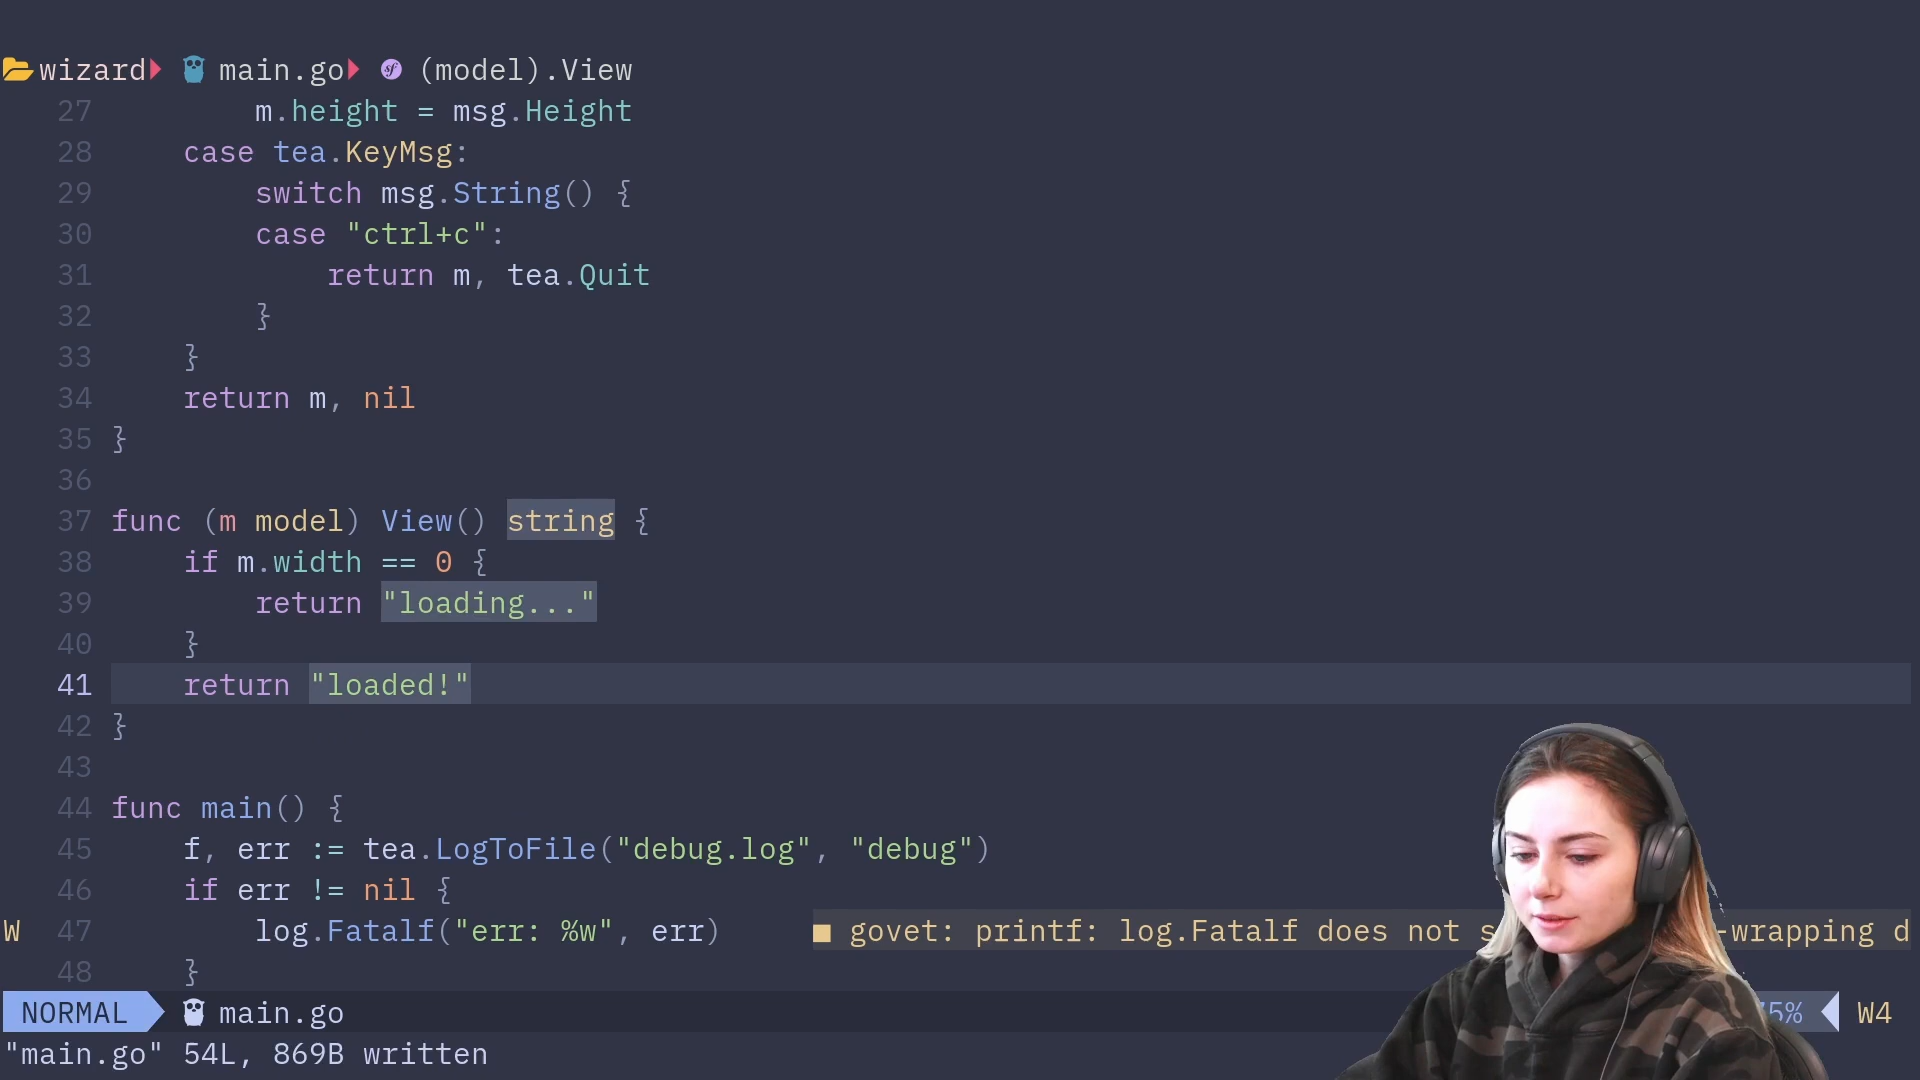 wizard main.go (model).View
27 m.height = msg.Height
28 case tea.KeyMsg:
29 switch msg.String() {
30 case "ctrl+c":
31 return m, tea.Quit
32 }
33 }
34 return m, nil
35 }
36
37 func (m model) View() string {
38 if m.width == 0 {
39 return "loading..."
40 }
41 return "loaded!"
42 }
43
44 func main() {
45 f, err := tea.LogToFile("debug.log", "debug")
46 if err != nil {
W 47 log.Fatalf("err: %w", err) ■ govet: printf: log.Fatalf does not -wrapping d
48 }
NORMAL main.go W4
"main.go" 54L, 869B written